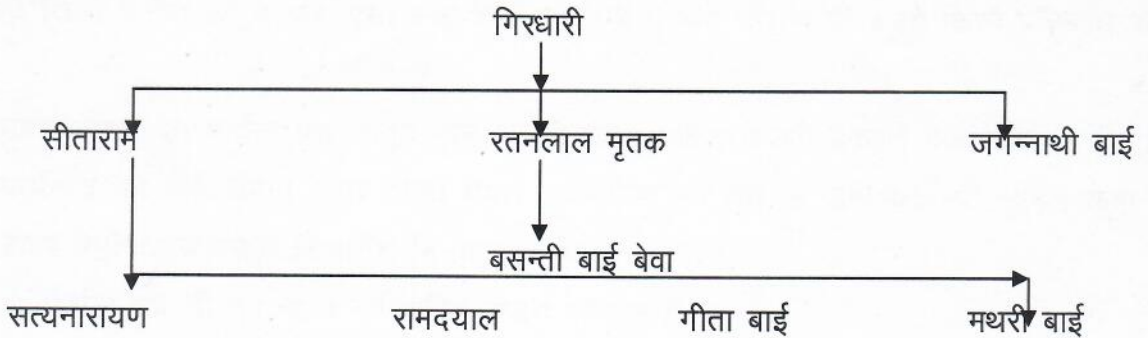 गिरधारी
सीताराम रतनलाल मृतक जगन्नाथी बाई
बसन्ती बाई बेवा
सत्यनारायण रामदयाल गीता बाई मथरी बाई